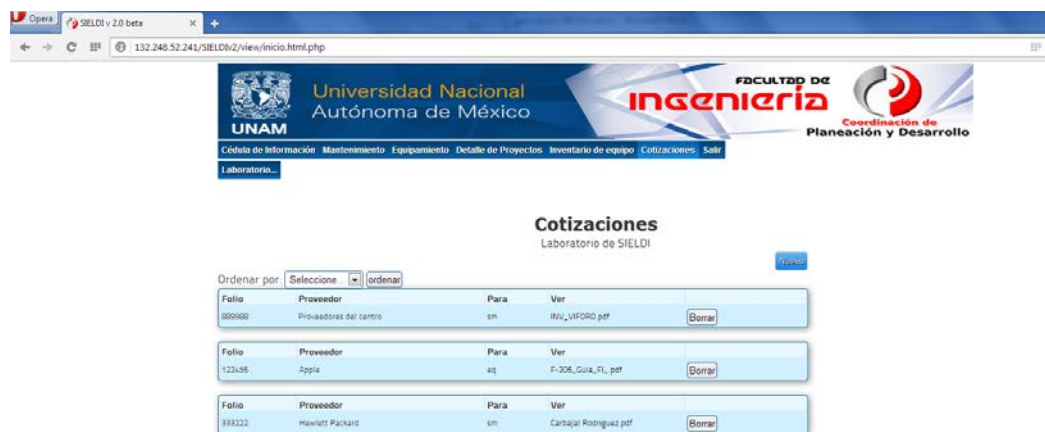 Opera SIELDI v 2.0 beta
132.248.52.241/SIELDIv2/view/inicio.html.php
Universidad Nacional
Autónoma de México
UNAM
FACULTAD DE
INGENIERÍA
Coordinación de
Planeación y Desarrollo
Cédula de Información Mantenimiento Equipamiento Detalle de Proyectos Inventario de equipo Cotizaciones Salir
Laboratorio...
Cotizaciones
Laboratorio de SIELDI
Nuevo
Ordenar por: Seleccione... ordenar
Folio Proveedor Para Ver
889988 Proveedores del centro sm INV_VIFORO.pdf Borrar
Folio Proveedor Para Ver
123456 Apple eq F-306_Guia_FI_.pdf Borrar
Folio Proveedor Para Ver
333222 Hewlett Packard sm Carbajal Rodriguez.pdf Borrar